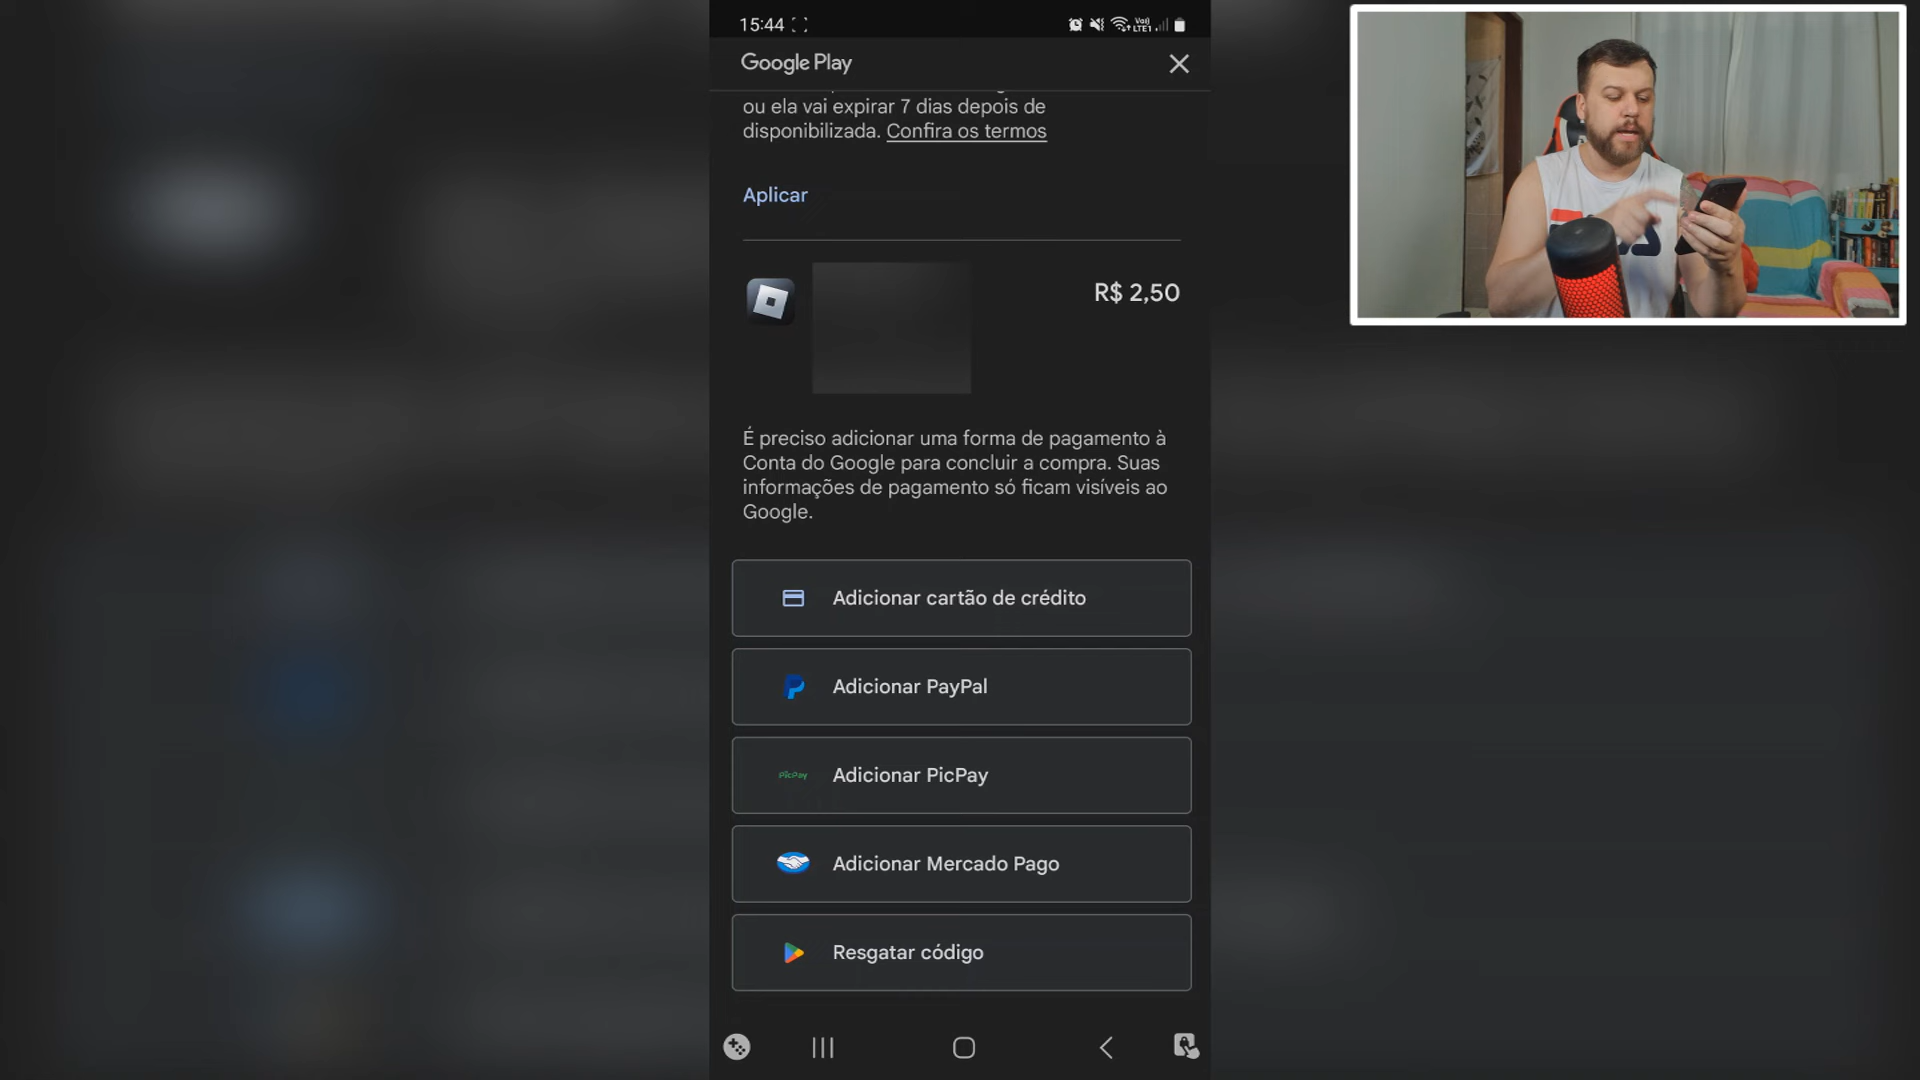 15:44
Google Play
ou ela vai expirar 7 dias depois de
disponibilizada. Confira os termos
Aplicar
R$ 2,50
É preciso adicionar uma forma de pagamento à
Conta do Google para concluir a compra. Suas
informações de pagamento só ficam visíveis ao
Google.
Adicionar cartão de crédito
Adicionar PayPal
PicPay Adicionar PicPay
Adicionar Mercado Pago
Resgatar código